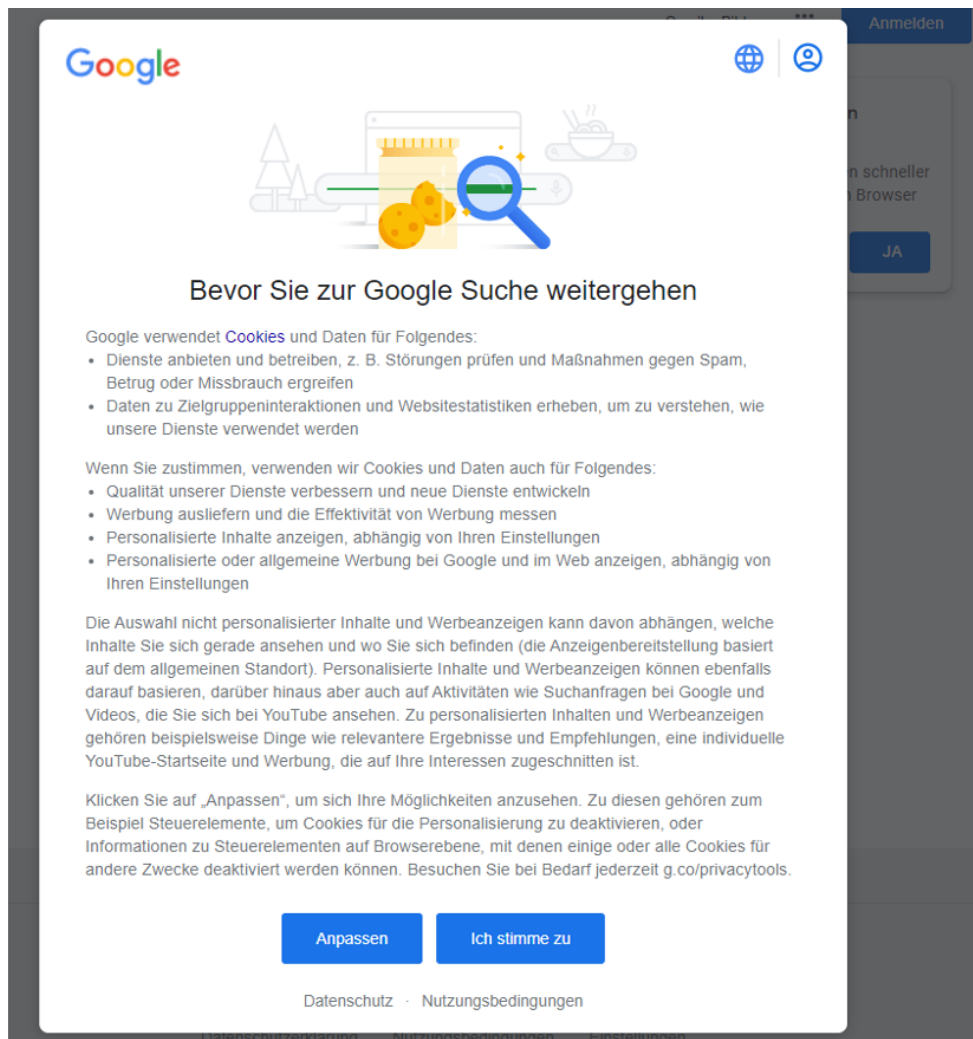 Anmelden
Google
n
n schneller
Browser
JA
Bevor Sie zur Google Suche weitergehen
Google verwendet Cookies und Daten für Folgendes:
• Dienste anbieten und betreiben, z. B. Störungen prüfen und Maßnahmen gegen Spam,
Betrug oder Missbrauch ergreifen
• Daten zu Zielgruppeninteraktionen und Websitestatistiken erheben, um zu verstehen, wie
unsere Dienste verwendet werden
Wenn Sie zustimmen, verwenden wir Cookies und Daten auch für Folgendes:
• Qualität unserer Dienste verbessern und neue Dienste entwickeln
• Werbung ausliefern und die Effektivität von Werbung messen
• Personalisierte Inhalte anzeigen, abhängig von Ihren Einstellungen
• Personalisierte oder allgemeine Werbung bei Google und im Web anzeigen, abhängig von
Ihren Einstellungen
Die Auswahl nicht personalisierter Inhalte und Werbeanzeigen kann davon abhängen, welche
Inhalte Sie sich gerade ansehen und wo Sie sich befinden (die Anzeigenbereitstellung basiert
auf dem allgemeinen Standort). Personalisierte Inhalte und Werbeanzeigen können ebenfalls
darauf basieren, darüber hinaus aber auch auf Aktivitäten wie Suchanfragen bei Google und
Videos, die Sie sich bei YouTube ansehen. Zu personalisierten Inhalten und Werbeanzeigen
gehören beispielsweise Dinge wie relevantere Ergebnisse und Empfehlungen, eine individuelle
YouTube-Startseite und Werbung, die auf Ihre Interessen zugeschnitten ist.
Klicken Sie auf „Anpassen“, um sich Ihre Möglichkeiten anzusehen. Zu diesen gehören zum
Beispiel Steuerelemente, um Cookies für die Personalisierung zu deaktivieren, oder
Informationen zu Steuerelementen auf Browserebene, mit denen einige oder alle Cookies für
andere Zwecke deaktiviert werden können. Besuchen Sie bei Bedarf jederzeit g.co/privacytools.
Anpassen Ich stimme zu
Datenschutz · Nutzungsbedingungen
Datenschutzerklärung Nutzungsbedingungen Einstellungen